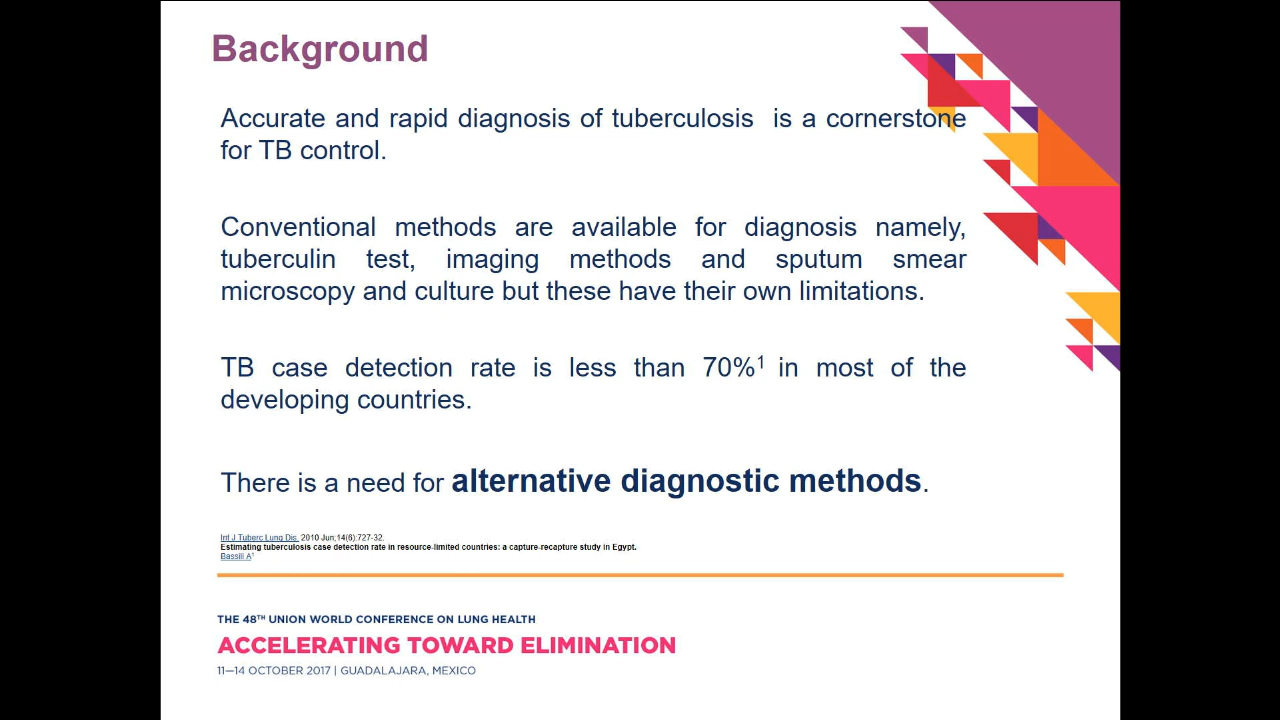 Background
Accurate and rapid diagnosis of tuberculosis is a cornerstone
for TB control.
Conventional methods are available for diagnosis namely,
tuberculin test, imaging methods and sputum smear
microscopy and culture but these have their own limitations.
TB case detection rate is less than 70%¹ in most of the
developing countries.
There is a need for alternative diagnostic methods.
Int J Tuberc Lung Dis. 2010 Jun;14(6):727-32.
Estimating tuberculosis case detection rate in resource-limited countries: a capture-recapture study in Egypt.
Bassili A¹
THE 48TH UNION WORLD CONFERENCE ON LUNG HEALTH
ACCELERATING TOWARD ELIMINATION
11—14 OCTOBER 2017 | GUADALAJARA, MEXICO